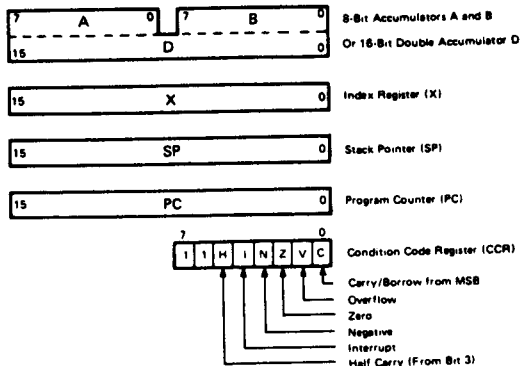 7 A 0 7 B 0 8-Bit Accumulators A and B
15 D 0 Or 16-Bit Double Accumulator D
15 X 0 Index Register (X)
15 SP 0 Stack Pointer (SP)
15 PC 0 Program Counter (PC)
7 0
1 1 H I N Z V C Condition Code Register (CCR)
Carry/Borrow from MSB
Overflow
Zero
Negative
Interrupt
Half Carry (From Bit 3)